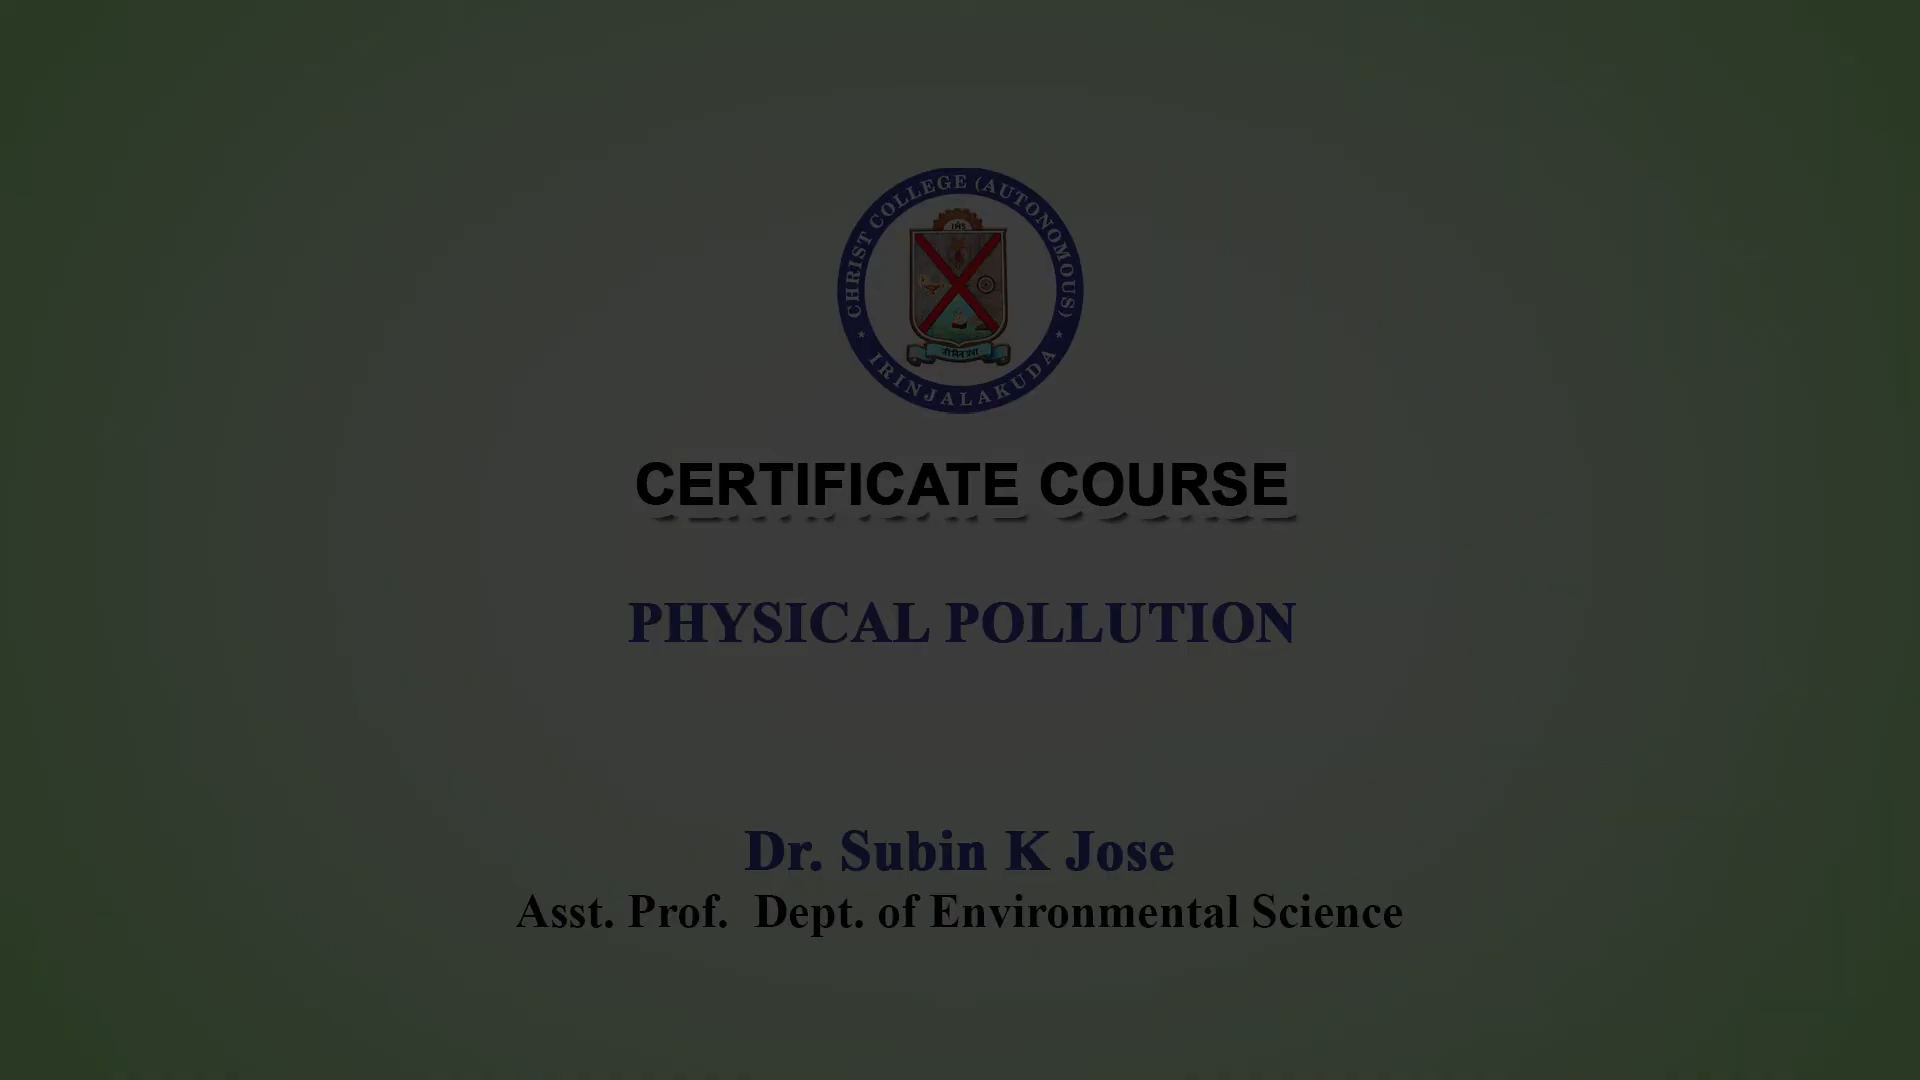 CHRIST COLLEGE (AUTONOMOUS)
IRINJALAKUDA
CERTIFICATE COURSE
PHYSICAL POLLUTION
Dr. Subin K Jose
Asst. Prof. Dept. of Environmental Science